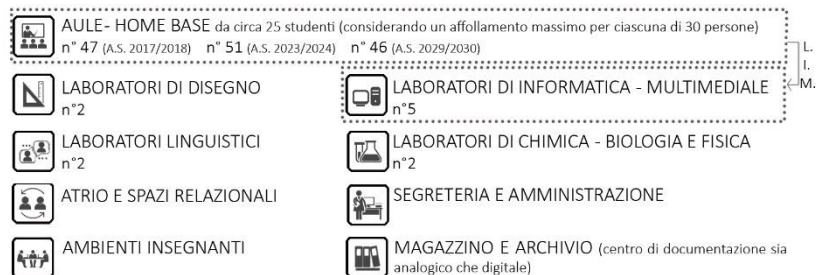 AULE- HOME BASE da circa 25 studenti (considerando un affollamento massimo per ciascuna di 30 persone)
n° 47 (A.S. 2017/2018) n° 51 (A.S. 2023/2024) n° 46 (A.S. 2029/2030)
L.
I.
M.
LABORATORI DI DISEGNO
n°2
LABORATORI DI INFORMATICA - MULTIMEDIALE
n°5
LABORATORI LINGUISTICI
n°2
LABORATORI DI CHIMICA - BIOLOGIA E FISICA
n°2
ATRIO E SPAZI RELAZIONALI
SEGRETERIA E AMMINISTRAZIONE
AMBIENTI INSEGNANTI
MAGAZZINO E ARCHIVIO (centro di documentazione sia
analogico che digitale)